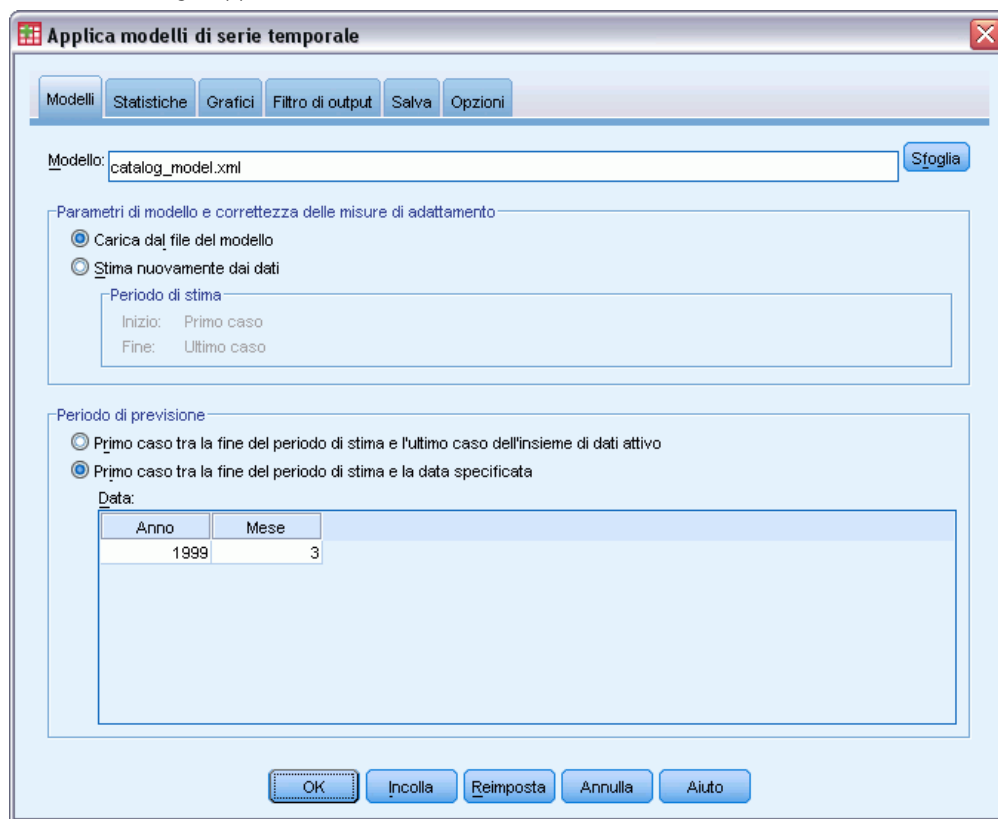 Applica modelli di serie temporale
Modelli Statistiche Grafici Filtro di output Salva Opzioni
Modello: catalog_model.xml Sfoglia
Parametri di modello e correttezza delle misure di adattamento
Carica dal file del modello
Stima nuovamente dai dati
Periodo di stima
Inizio: Primo caso
Fine: Ultimo caso
Periodo di previsione
Primo caso tra la fine del periodo di stima e l'ultimo caso dell'insieme di dati attivo
Primo caso tra la fine del periodo di stima e la data specificata
Data:
Anno Mese
1999 3
OK Incolla Reimposta Annulla Aiuto